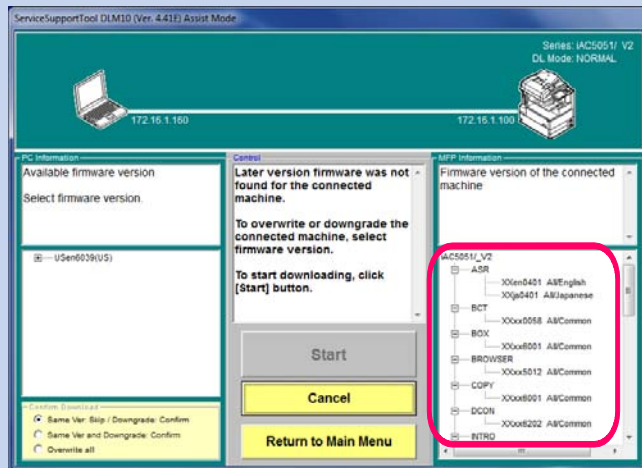 ServiceSupportTool DLM10 (Ver. 4.41E) Assist Mode
Series: iAC5051/ V2
DL Mode: NORMAL
172.16.1.160
172.16.1.100
PC Information
Available firmware version
Select firmware version.
USen6039(US)
Confirm Download
Same Ver: Skip / Downgrade: Confirm
Same Ver and Downgrade: Confirm
Overwrite all
Control
Later version firmware was not
found for the connected
machine.
To overwrite or downgrade the
connected machine, select
firmware version.
To start downloading, click
[Start] button.
Start
Cancel
Return to Main Menu
MFP Information
Firmware version of the connected
machine
iAC5051/_V2
ASR
XXen0401 All/English
XXja0401 All/Japanese
BCT
XXxx0058 All/Common
BOX
XXxx6001 All/Common
BROWSER
XXxx5012 All/Common
COPY
XXxx6001 All/Common
DCON
XXxx6202 All/Common
INTRO